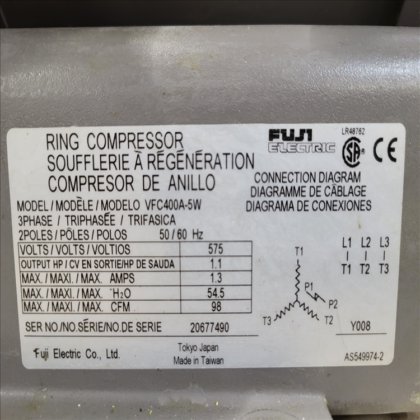 RING COMPRESSOR
SOUFFLERIE À RÉGÉNÉRATION
COMPRESOR DE ANILLO
MODEL / MODÈLE / MODELO VFC400A-5W
3PHASE / TRIPHASÉE / TRIFASICA
2POLES / PÔLES / POLOS 50/60 Hz
VOLTS / VOLTS / VOLTIOS 575
OUTPUT HP / CV EN SORTIE/HP DE SAUDA 1.1
MAX. / MAXI. / MAX. AMPS 1.3
MAX. / MAXI. / MAX. "H2O 54.5
MAX. / MAXI. / MAX. CFM 98
SER NO./NO. SÉRIE/NO.DE SERIE 20677490
Fuji Electric Co., Ltd.
Tokyo Japan
Made in Taiwan
FUJI
ELECTRIC
LR48762
SA
CE
CONNECTION DIAGRAM
DIAGRAMME DE CÂBLAGE
DIAGRAMA DE CONEXIONES
T1
P1
P2
T3 T2
L1 L2 L3
T1 T2 T3
Y008
AS549974-2